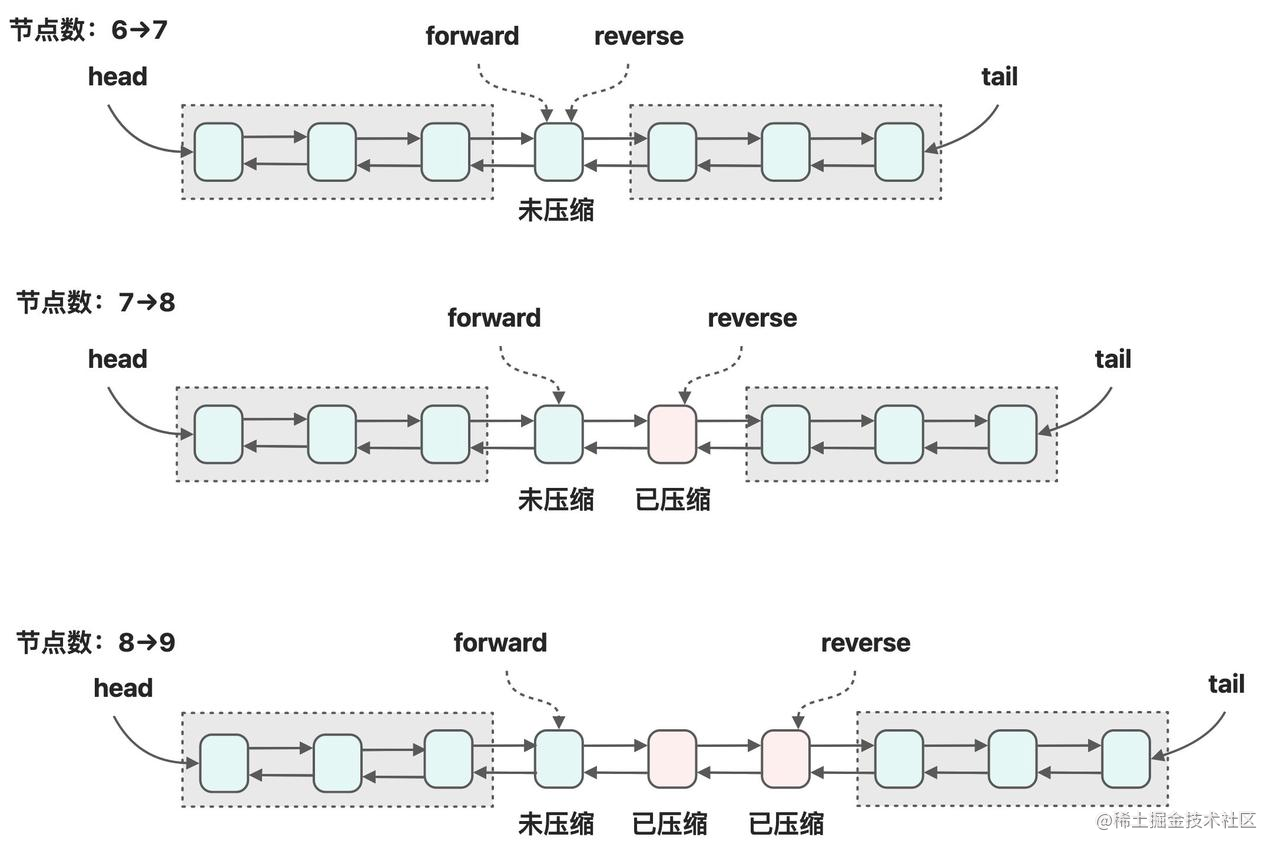 节点数：6→7
forward
reverse
head
tail
未压缩
节点数：7→8
forward
reverse
head
tail
未压缩
已压缩
节点数：8→9
forward
reverse
head
tail
未压缩
已压缩
已压缩
@稀土掘金技术社区